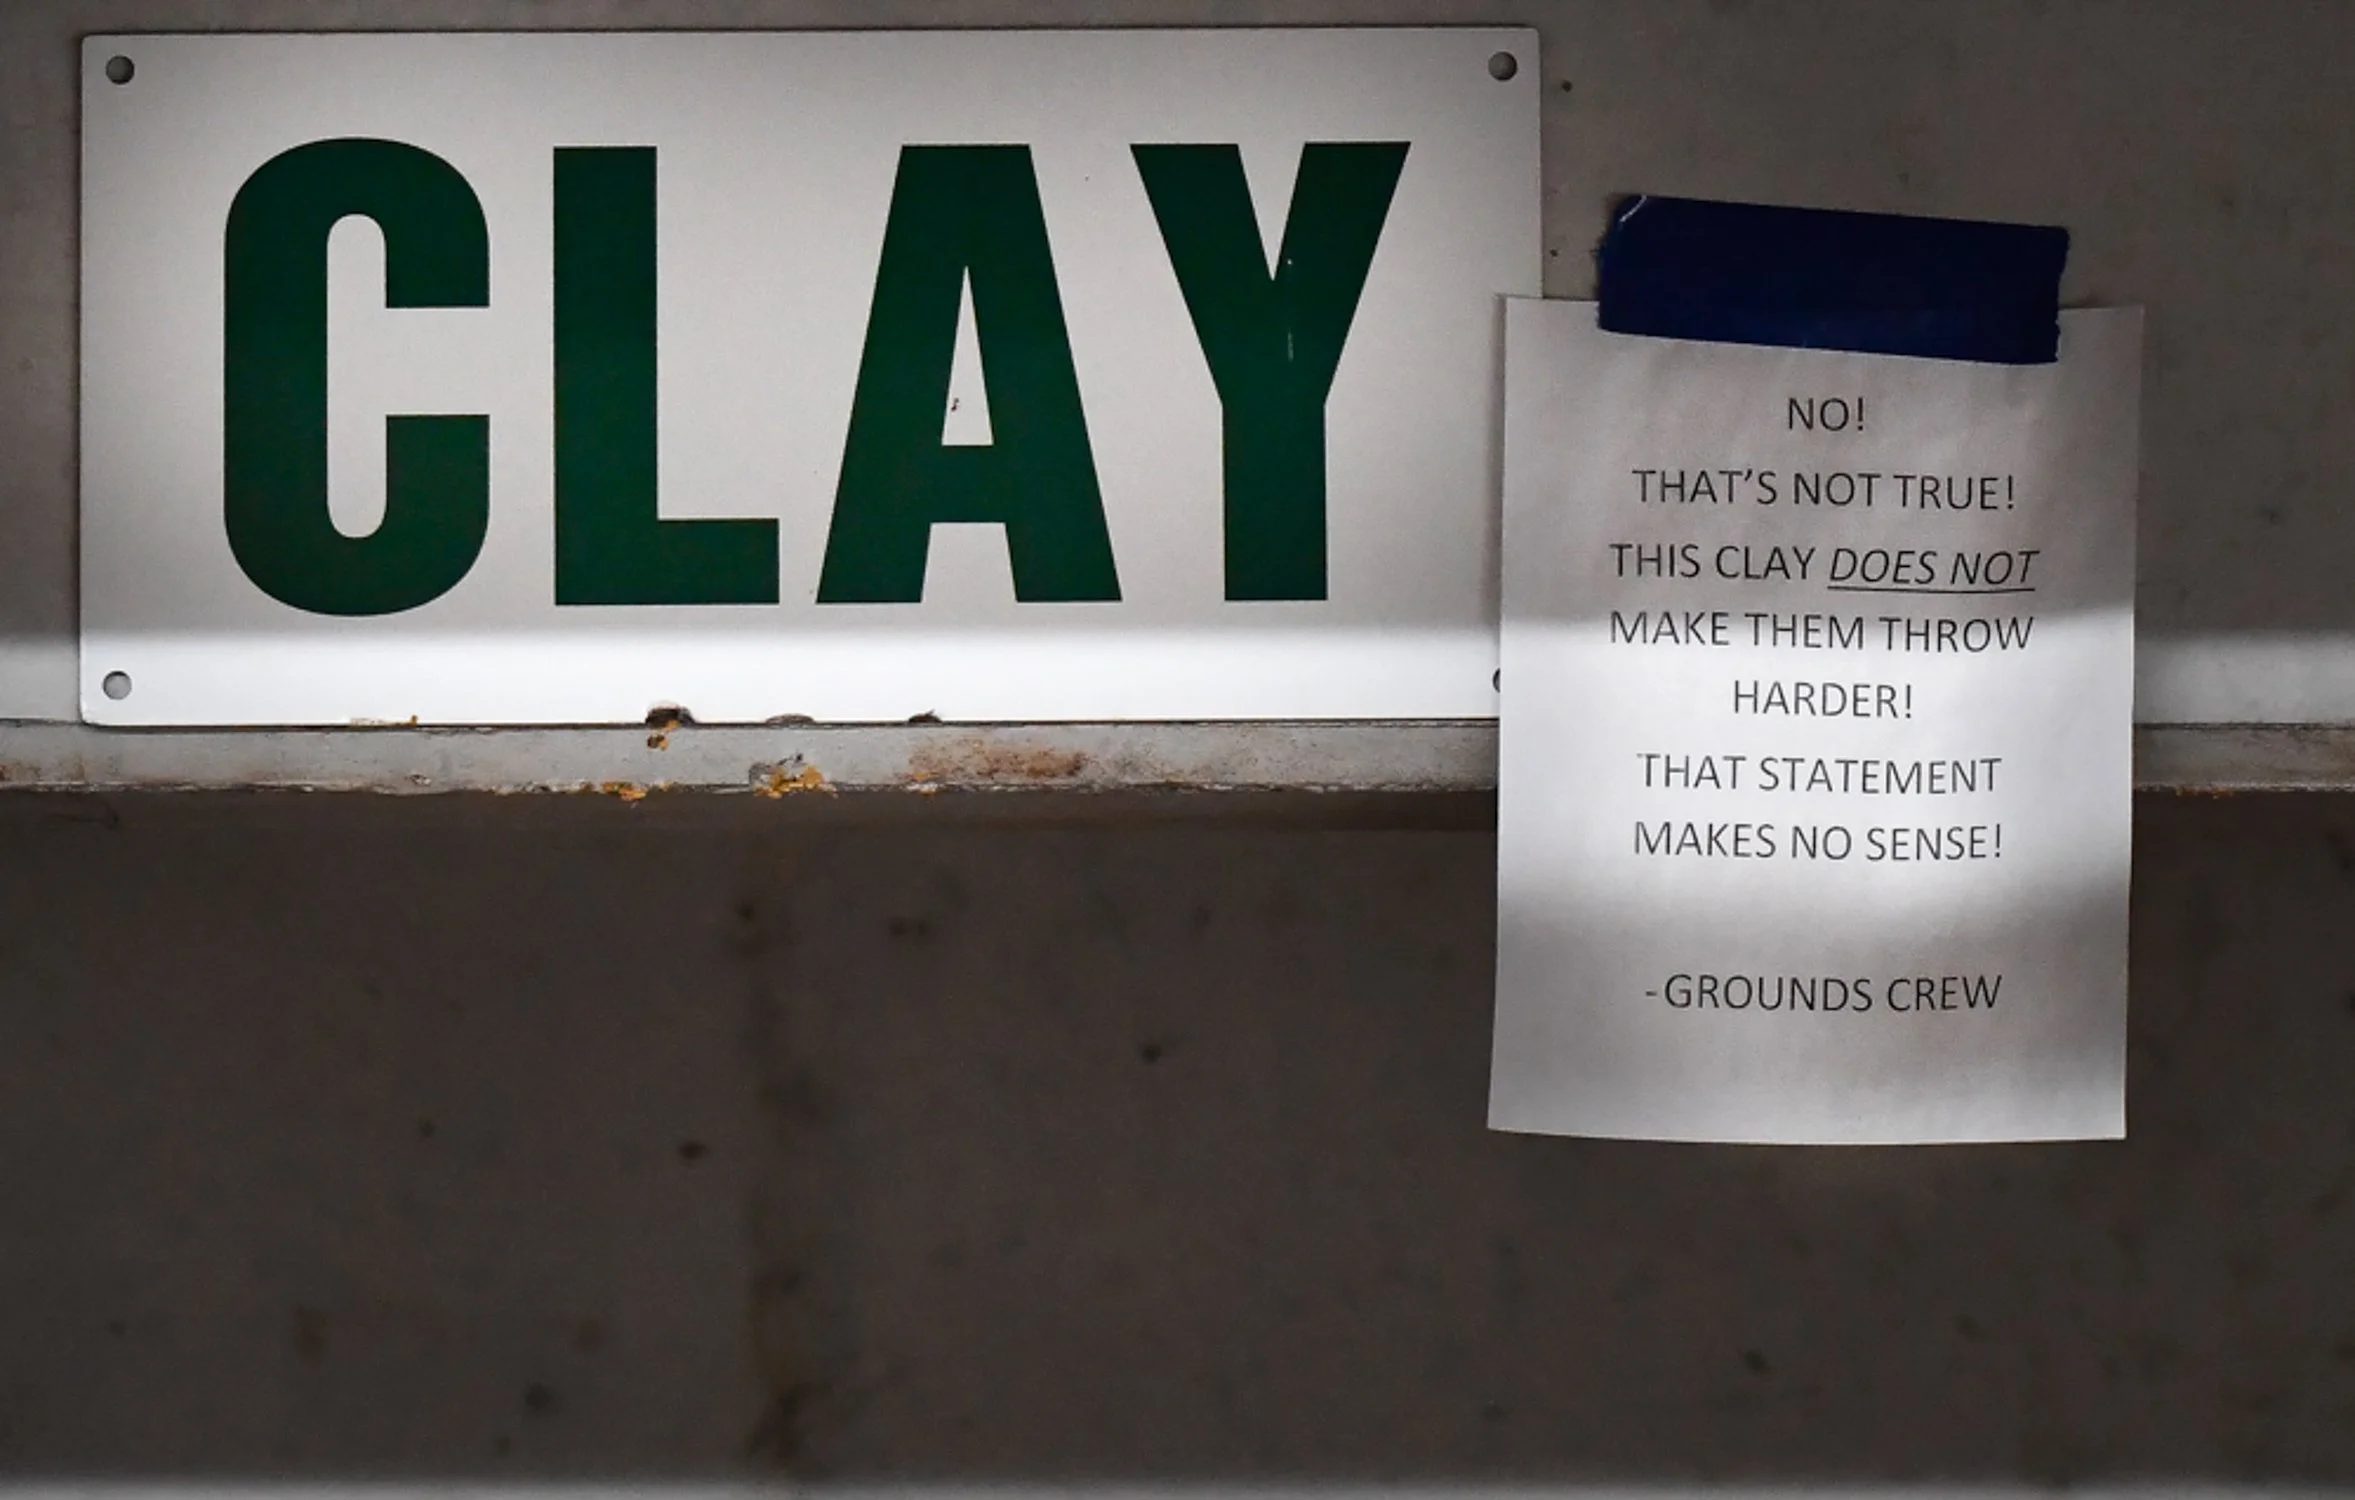 CLAY
NO!
THAT'S NOT TRUE!
THIS CLAY DOES NOT
MAKE THEM THROW
HARDER!
THAT STATEMENT
MAKES NO SENSE!
-GROUNDS CREW